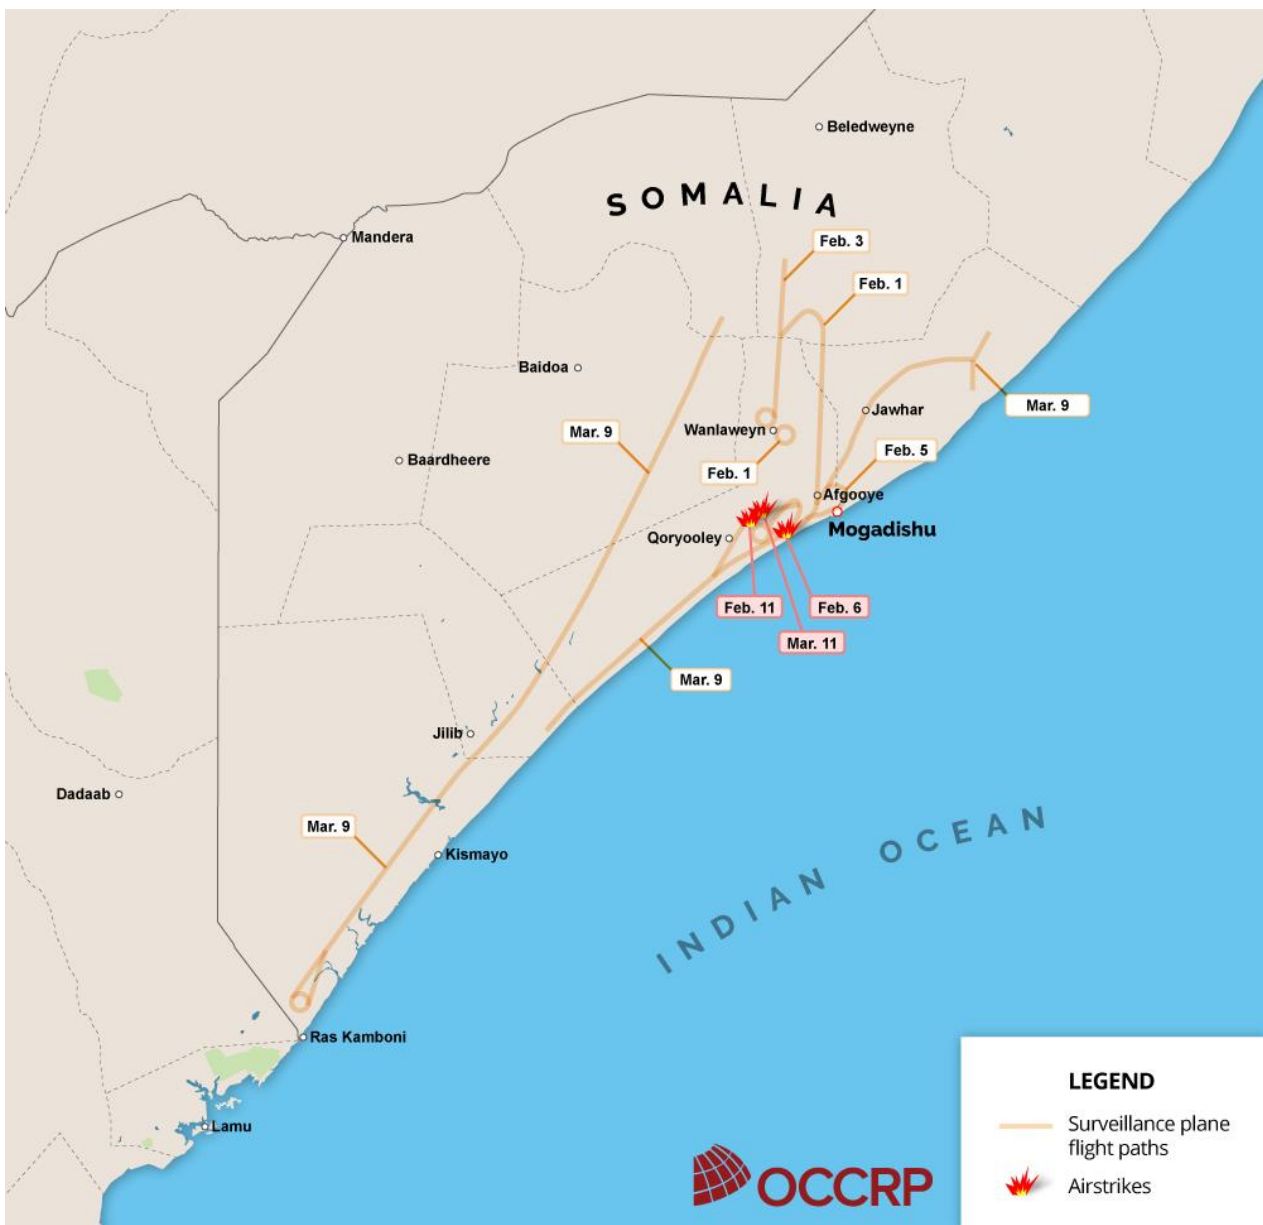 Beledweyne
SOMALIA
Mandera
Feb. 3
Feb. 1
Baidoa
Mar. 9
Jawhar
Mar. 9
Wanlaweyn
Feb. 5
Baardheere
Feb. 1
Afgooye
Mogadishu
Qoryooley
Feb. 11
Feb. 6
Mar. 11
Mar. 9
Jilib
Dadaab
Mar. 9
Kismayo
INDIAN OCEAN
Ras Kamboni
Lamu
LEGEND
Surveillance plane
flight paths
Airstrikes
OCCRP